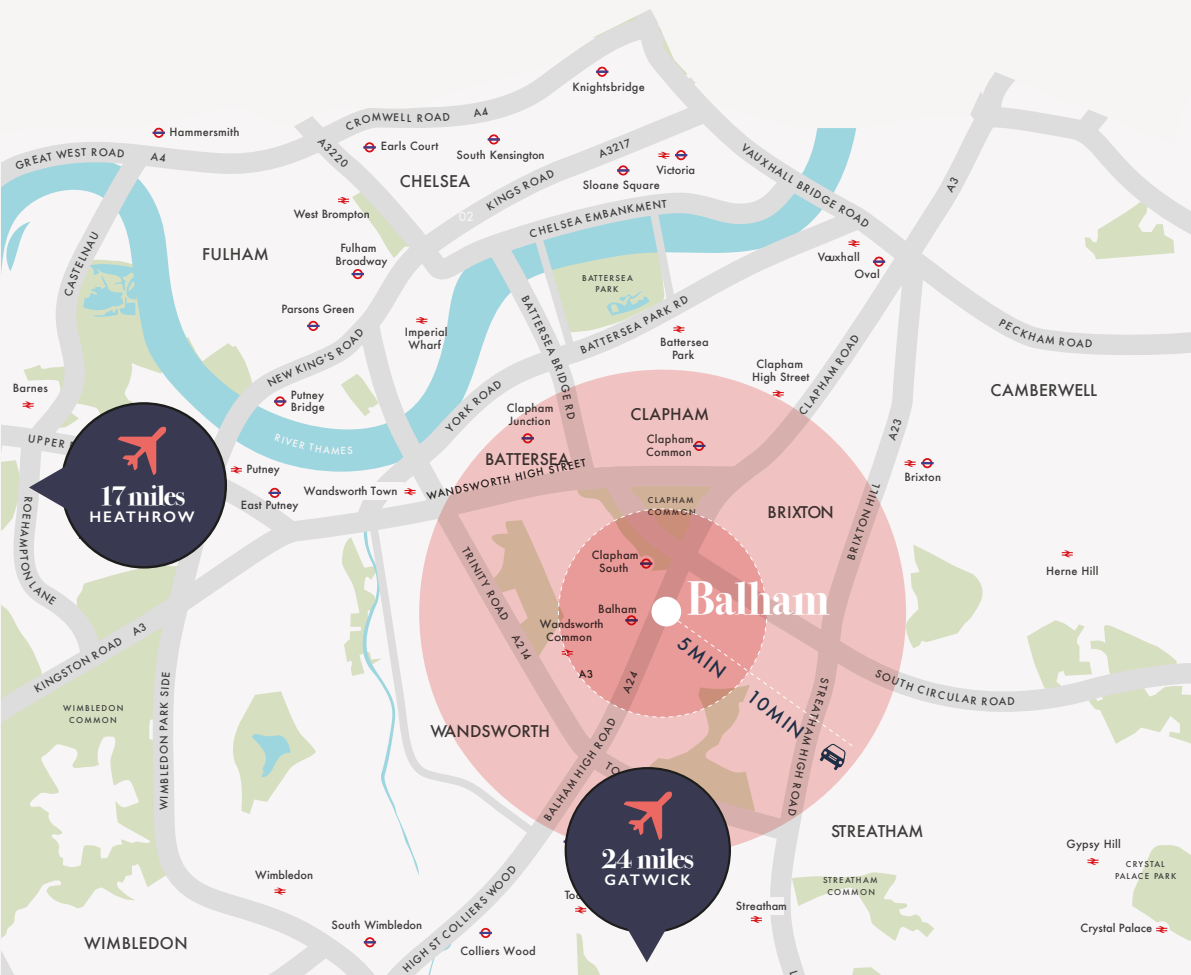 Knightsbridge
CROMWELL ROAD A4
Hammersmith
GREAT WEST ROAD A4
A3220
Earls Court
South Kensington
A3217
Victoria
Sloane Square
VAUXHALL BRIDGE ROAD
A3
CHELSEA
KINGS ROAD
02
West Brompton
CHELSEA EMBANKMENT
CASTELNAU
FULHAM
Fulham
Broadway
Vauxhall
Oval
BATTERSEA
PARK
Parsons Green
Imperial
Wharf
BATTERSEA BRIDGE RD
BATTERSEA PARK RD
Battersea
Park
PECKHAM ROAD
NEW KING'S ROAD
Clapham
High Street
CLAPHAM ROAD
CAMBERWELL
Barnes
Putney
Bridge
YORK ROAD
Clapham
Junction
CLAPHAM
A23
UPPER
RIVER THAMES
Clapham
Common
BATTERSEA
Putney
East Putney
Wandsworth Town
WANDSWORTH HIGH STREET
Brixton
17 miles
HEATHROW
ROEHAMPTON LANE
CLAPHAM
COMMON
BRIXTON
BRIXTON HILL
TRINITY ROAD
A214
Clapham
South
Herne Hill
Balham
Balham
Wandsworth
Common
A3
A24
5MIN
10MIN
KINGSTON ROAD A3
SOUTH CIRCULAR ROAD
WIMBLEDON
COMMON
WIMBLEDON PARK SIDE
WANDSWORTH
STREATHAM HIGH ROAD
BALHAM HIGH ROAD
24 miles
GATWICK
STREATHAM
Gypsy Hill
CRYSTAL
PALACE PARK
Wimbledon
STREATHAM
COMMON
HIGH ST COLLIERS WOOD
Streatham
South Wimbledon
Colliers Wood
Crystal Palace
WIMBLEDON